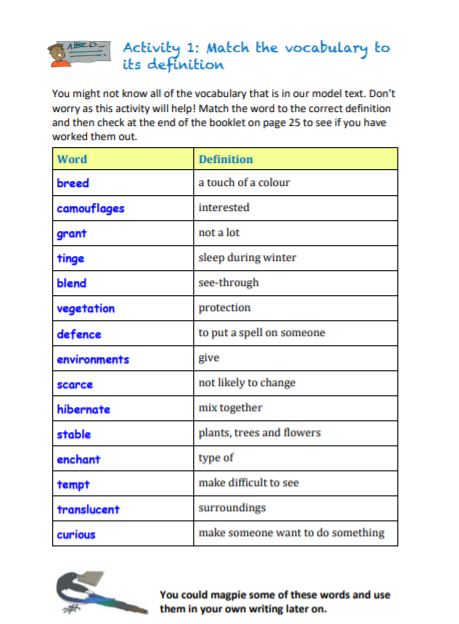 ABCD
Activity 1: Match the vocabulary to
its definition
You might not know all of the vocabulary that is in our model text. Don't
worry as this activity will help! Match the word to the correct definition
and then check at the end of the booklet on page 25 to see if you have
worked them out.
Word Definition
breed a touch of a colour
camouflages interested
grant not a lot
tinge sleep during winter
blend see-through
vegetation protection
defence to put a spell on someone
environments give
scarce not likely to change
hibernate mix together
stable plants, trees and flowers
enchant type of
tempt make difficult to see
translucent surroundings
curious make someone want to do something
You could magpie some of these words and use
them in your own writing later on.